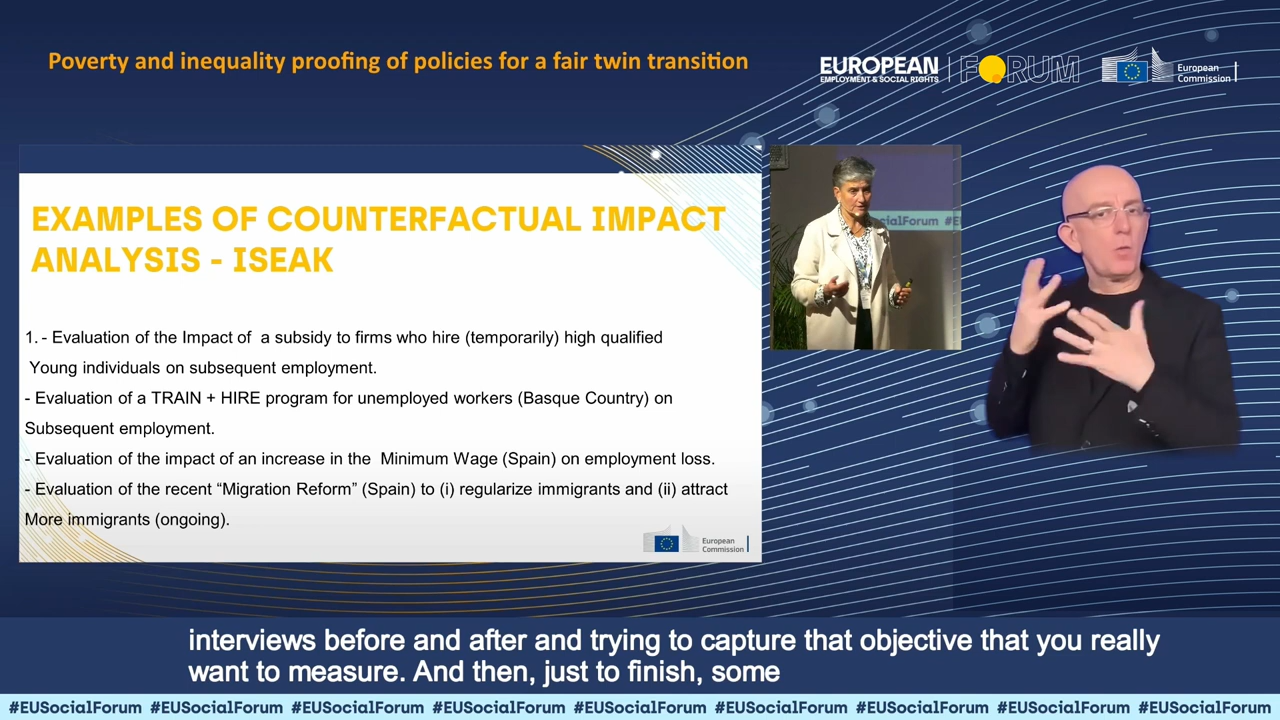 Poverty and inequality proofing of policies for a fair twin transition
EUROPEAN
EMPLOYMENT & SOCIAL RIGHTS
FORUM
European
Commission
EXAMPLES OF COUNTERFACTUAL IMPACT
ANALYSIS - ISEAK
1. - Evaluation of the Impact of a subsidy to firms who hire (temporarily) high qualified
Young individuals on subsequent employment.
- Evaluation of a TRAIN + HIRE program for unemployed workers (Basque Country) on
Subsequent employment.
- Evaluation of the impact of an increase in the Minimum Wage (Spain) on employment loss.
- Evaluation of the recent “Migration Reform” (Spain) to (i) regularize immigrants and (ii) attract
More immigrants (ongoing).
European
Commission
cialForum #E
interviews before and after and trying to capture that objective that you really
want to measure. And then, just to finish, some
#EUSocialForum #EUSocialForum #EUSocialForum #EUSocialForum #EUSocialForum #EUSocialForum #EUSocialForum #EUSocialForum #EUSocialForum